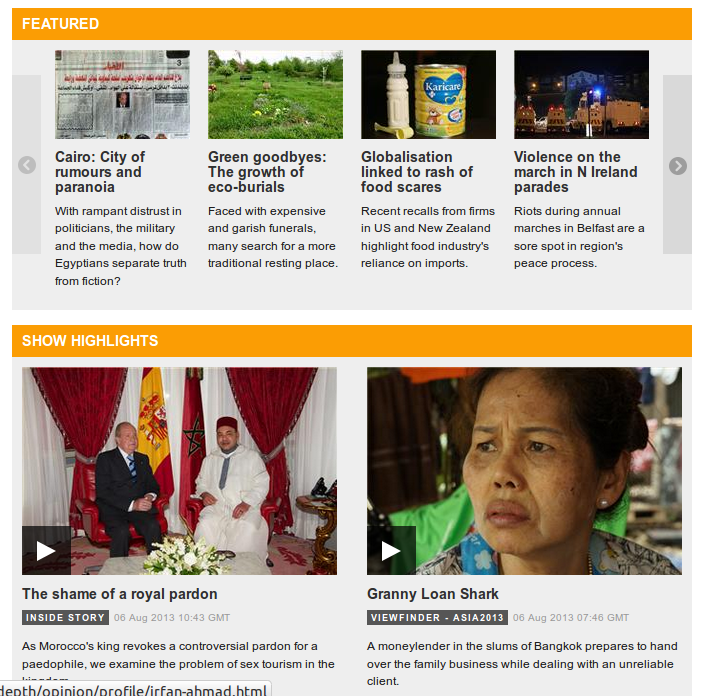 FEATURED
3
Karicare
Cairo: City of
rumours and
paranoia
With rampant distrust in
politicians, the military
and the media, how do
Egyptians separate truth
from fiction?
Green goodbyes:
The growth of
eco-burials
Faced with expensive
and garish funerals,
many search for a more
traditional resting place.
Globalisation
linked to rash of
food scares
Recent recalls from firms
in US and New Zealand
highlight food industry's
reliance on imports.
Violence on the
march in N Ireland
parades
Riots during annual
marches in Belfast are a
sore spot in region's
peace process.
SHOW HIGHLIGHTS
The shame of a royal pardon
INSIDE STORY 06 Aug 2013 10:43 GMT
As Morocco's king revokes a controversial pardon for a
paedophile, we examine the problem of sex tourism in the
kingdom.
Granny Loan Shark
VIEWFINDER - ASIA2013 06 Aug 2013 07:46 GMT
A moneylender in the slums of Bangkok prepares to hand
over the family business while dealing with an unreliable
client.
depth/opinion/profile/irfan-ahmad.html